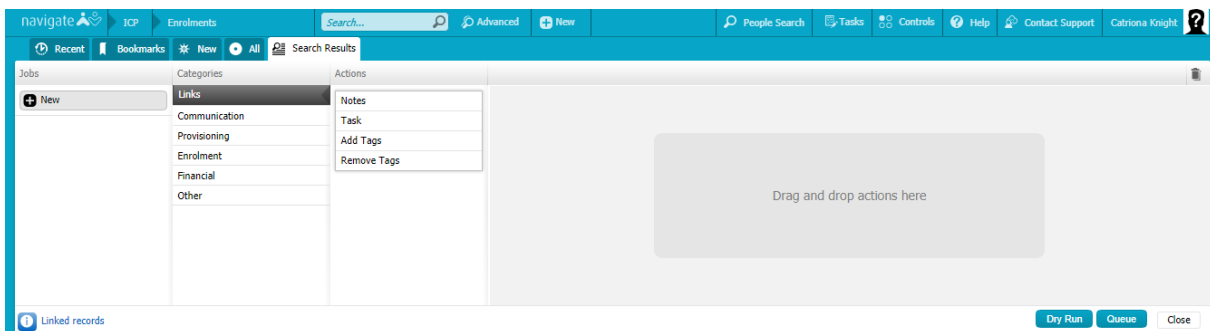 navigate ICP Enrolments Search... Advanced New People Search Tasks Controls Help Contact Support Catriona Knight
Recent Bookmarks New All Search Results
Jobs Categories Actions
New Links Notes
Communication Task
Provisioning Add Tags
Enrolment Remove Tags
Financial
Other
Drag and drop actions here
Linked records Dry Run Queue Close